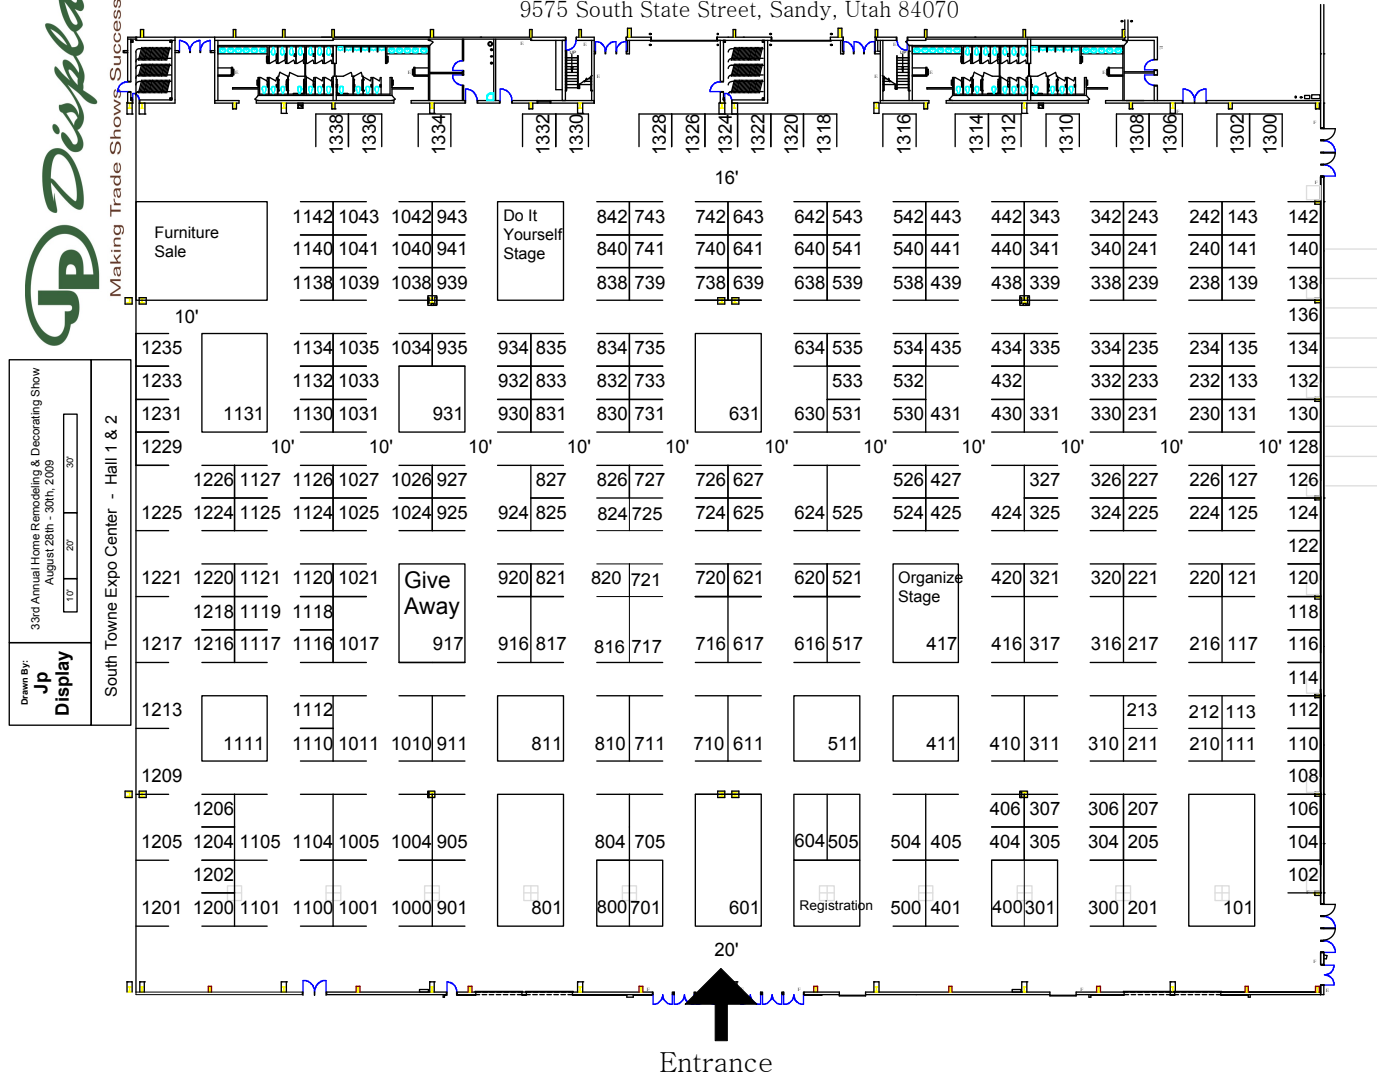 9575 South State Street, Sandy, Utah 84070
Jp Displa
Making Trade Shows Success
1338 1336 1334 1332 1330 1328 1326 1324 1322 1320 1318 1316 1314 1312 1310 1308 1306 1302 1300
16'
Furniture
Sale
Do It
Yourself
Stage
1142 1043 1042 943 842 743 742 643 642 543 542 443 442 343 342 243 242 143 142
1140 1041 1040 941 840 741 740 641 640 541 540 441 440 341 340 241 240 141 140
1138 1039 1038 939 838 739 738 639 638 539 538 439 438 339 338 239 238 139 138
10' 136
1235 1134 1035 1034 935 934 835 834 735 634 535 534 435 434 335 334 235 234 135 134
1233 1132 1033 932 833 832 733 533 532 432 332 233 232 133 132
1231 1131 1130 1031 931 930 831 830 731 631 630 531 530 431 430 331 330 231 230 131 130
1229 10' 10' 10' 10' 10' 10' 10' 10' 10' 10' 10' 128
1226 1127 1126 1027 1026 927 827 826 727 726 627 526 427 327 326 227 226 127 126
1225 1224 1125 1124 1025 1024 925 924 825 824 725 724 625 624 525 524 425 424 325 324 225 224 125 124
122
1221 1220 1121 1120 1021 920 821 820 721 720 621 620 521 420 321 320 221 220 121 120
Give
Away
Organize
Stage
1218 1119 1118 118
1217 1216 1117 1116 1017 917 916 817 816 717 716 617 616 517 417 416 317 316 217 216 117 116
114
1213 1112 213 212 113 112
1111 1110 1011 1010 911 811 810 711 710 611 511 411 410 311 310 211 210 111 110
1209 108
1206 406 307 306 207 106
1205 1204 1105 1104 1005 1004 905 804 705 604 505 504 405 404 305 304 205 104
1202 102
1201 1200 1101 1100 1001 1000 901 801 800 701 601 Registration 500 401 400 301 300 201 101
20'
Entrance
33rd Annual Home Remodeling & Decorating Show
August 28th - 30th, 2009
10' 20' 30'
Drawn By:
Jp
Display
South Towne Expo Center - Hall 1 & 2